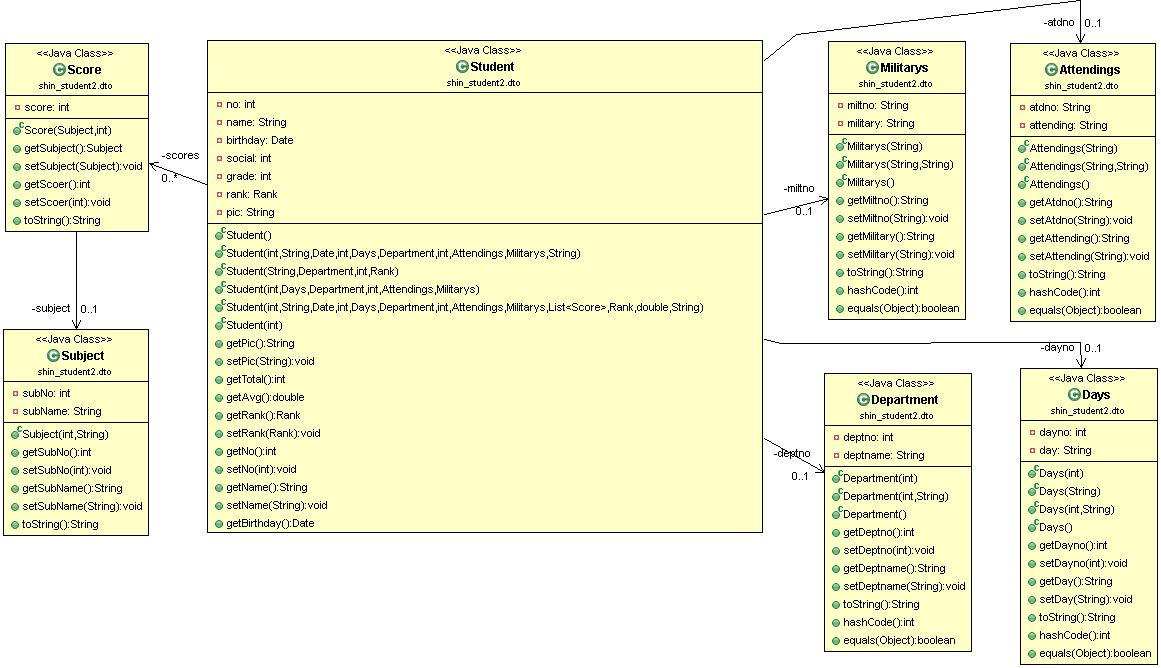 <<Java Class>>
Score
shin_student2.dto
score: int
Score(Subject,int)
getSubject():Subject
setSubject(Subject):void
getScoer():int
setScoer(int):void
toString():String
-scores
0..*
-subject
0..1
<<Java Class>>
Subject
shin_student2.dto
subNo: int
subName: String
Subject(int,String)
getSubNo():int
setSubNo(int):void
getSubName():String
setSubName(String):void
toString():String
<<Java Class>>
Student
shin_student2.dto
no: int
name: String
birthday: Date
social: int
grade: int
rank: Rank
pic: String
Student()
Student(int,String,Date,int,Days,Department,int,Attendings,Militarys,String)
Student(String,Department,int,Rank)
Student(int,Days,Department,int,Attendings,Militarys)
Student(int,String,Date,int,Days,Department,int,Attendings,Militarys,List<Score>,Rank,double,String)
Student(int)
getPic():String
setPic(String):void
getTotal():int
getAvg():double
getRank():Rank
setRank(Rank):void
getNo():int
setNo(int):void
getName():String
setName(String):void
getBirthday():Date
-miltno
0..1
<<Java Class>>
Militarys
shin_student2.dto
miltno: String
military: String
Militarys(String)
Militarys(String,String)
Militarys()
getMiltno():String
setMiltno(String):void
getMilitary():String
setMilitary(String):void
toString():String
hashCode():int
equals(Object):boolean
-atdno
0..1
<<Java Class>>
Attendings
shin_student2.dto
atdno: String
attending: String
Attendings(String)
Attendings(String,String)
Attendings()
getAtdno():String
setAtdno(String):void
getAttending():String
setAttending(String):void
toString():String
hashCode():int
equals(Object):boolean
-deptno
0..1
<<Java Class>>
Department
shin_student2.dto
deptno: int
deptname: String
Department(int)
Department(int,String)
Department()
getDeptno():int
setDeptno(int):void
getDeptname():String
setDeptname(String):void
toString():String
hashCode():int
equals(Object):boolean
-dayno
0..1
<<Java Class>>
Days
shin_student2.dto
dayno: int
day: String
Days(int)
Days(String)
Days(int,String)
Days()
getDayno():int
setDayno(int):void
getDay():String
setDay(String):void
toString():String
hashCode():int
equals(Object):boolean